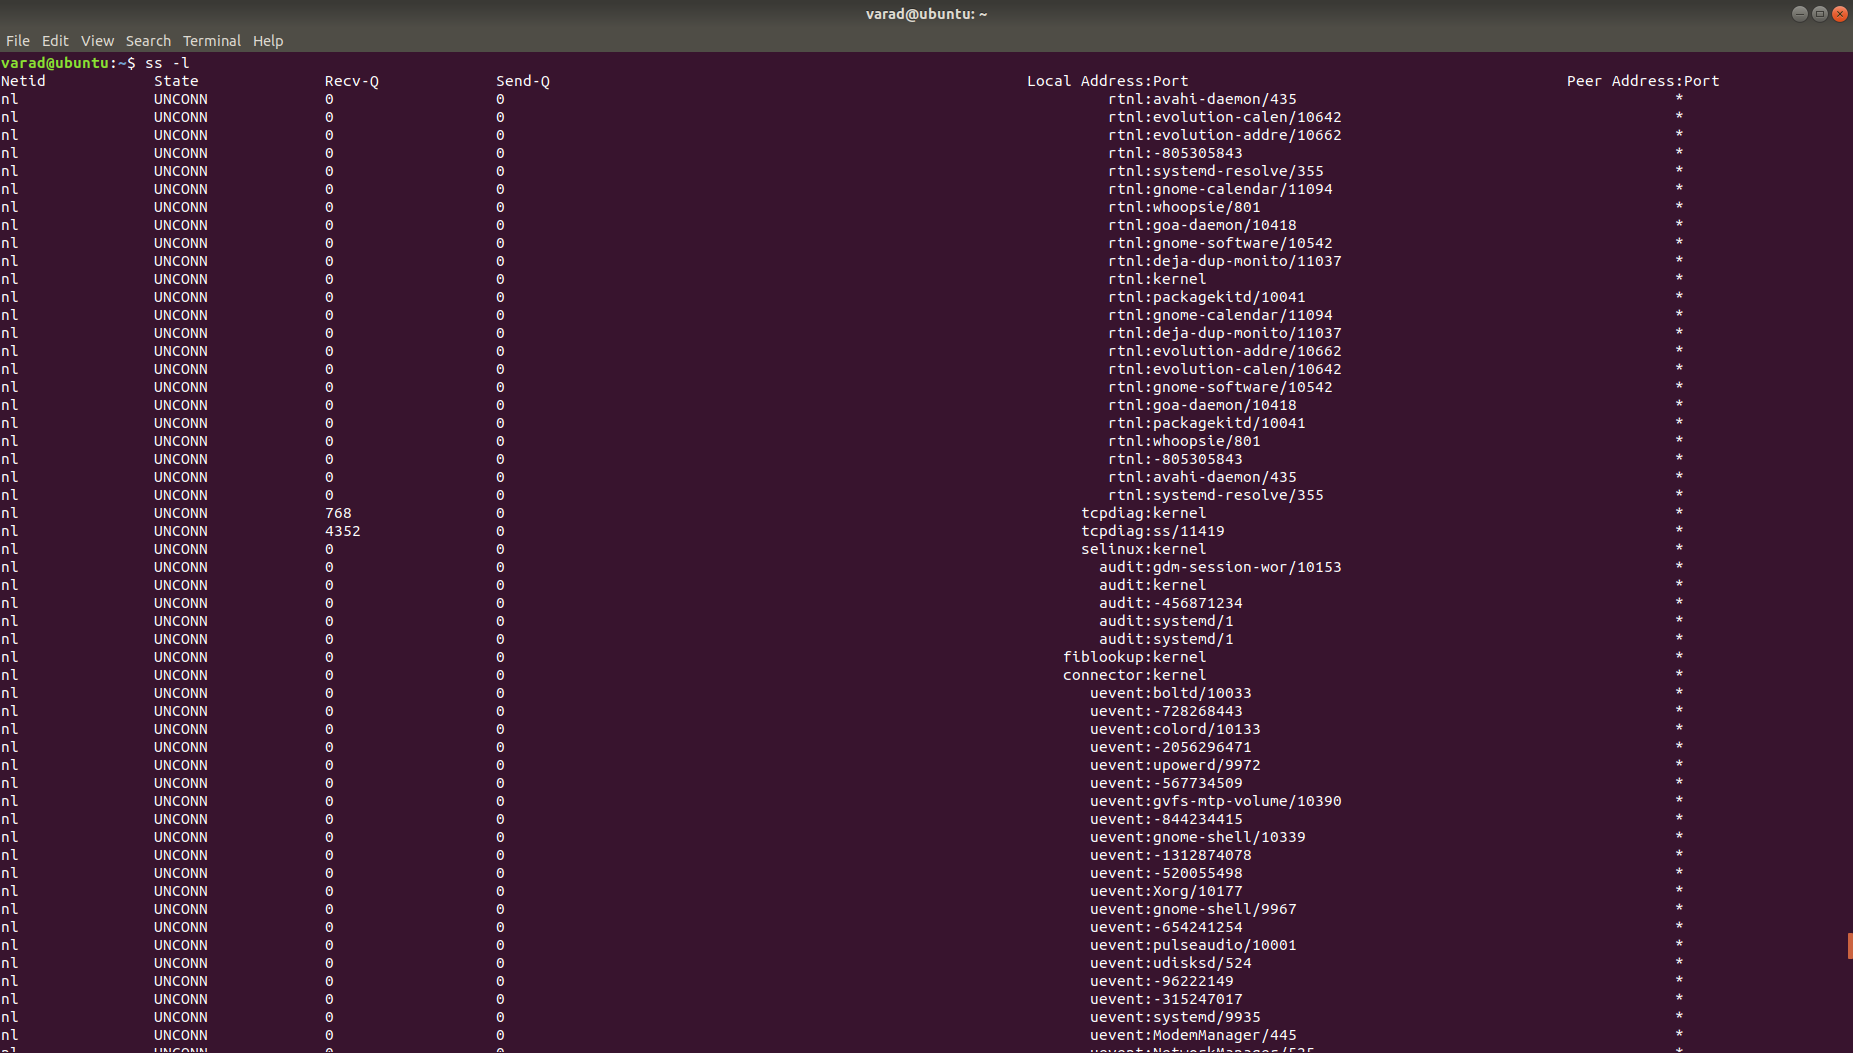 varad@ubuntu: ~
File Edit View Search Terminal Help
varad@ubuntu:~$ ss -l
Netid State Recv-Q Send-Q Local Address:Port Peer Address:Port
nl UNCONN 0 0 rtnl:avahi-daemon/435 *
nl UNCONN 0 0 rtnl:evolution-calen/10642 *
nl UNCONN 0 0 rtnl:evolution-addre/10662 *
nl UNCONN 0 0 rtnl:-805305843 *
nl UNCONN 0 0 rtnl:systemd-resolve/355 *
nl UNCONN 0 0 rtnl:gnome-calendar/11094 *
nl UNCONN 0 0 rtnl:whoopsie/801 *
nl UNCONN 0 0 rtnl:goa-daemon/10418 *
nl UNCONN 0 0 rtnl:gnome-software/10542 *
nl UNCONN 0 0 rtnl:deja-dup-monito/11037 *
nl UNCONN 0 0 rtnl:kernel *
nl UNCONN 0 0 rtnl:packagekitd/10041 *
nl UNCONN 0 0 rtnl:gnome-calendar/11094 *
nl UNCONN 0 0 rtnl:deja-dup-monito/11037 *
nl UNCONN 0 0 rtnl:evolution-addre/10662 *
nl UNCONN 0 0 rtnl:evolution-calen/10642 *
nl UNCONN 0 0 rtnl:gnome-software/10542 *
nl UNCONN 0 0 rtnl:goa-daemon/10418 *
nl UNCONN 0 0 rtnl:packagekitd/10041 *
nl UNCONN 0 0 rtnl:whoopsie/801 *
nl UNCONN 0 0 rtnl:-805305843 *
nl UNCONN 0 0 rtnl:avahi-daemon/435 *
nl UNCONN 0 0 rtnl:systemd-resolve/355 *
nl UNCONN 768 0 tcpdiag:kernel *
nl UNCONN 4352 0 tcpdiag:ss/11419 *
nl UNCONN 0 0 selinux:kernel *
nl UNCONN 0 0 audit:gdm-session-wor/10153 *
nl UNCONN 0 0 audit:kernel *
nl UNCONN 0 0 audit:-456871234 *
nl UNCONN 0 0 audit:systemd/1 *
nl UNCONN 0 0 audit:systemd/1 *
nl UNCONN 0 0 fiblookup:kernel *
nl UNCONN 0 0 connector:kernel *
nl UNCONN 0 0 uevent:boltd/10033 *
nl UNCONN 0 0 uevent:-728268443 *
nl UNCONN 0 0 uevent:colord/10133 *
nl UNCONN 0 0 uevent:-2056296471 *
nl UNCONN 0 0 uevent:upowerd/9972 *
nl UNCONN 0 0 uevent:-567734509 *
nl UNCONN 0 0 uevent:gvfs-mtp-volume/10390 *
nl UNCONN 0 0 uevent:-844234415 *
nl UNCONN 0 0 uevent:gnome-shell/10339 *
nl UNCONN 0 0 uevent:-1312874078 *
nl UNCONN 0 0 uevent:-520055498 *
nl UNCONN 0 0 uevent:Xorg/10177 *
nl UNCONN 0 0 uevent:gnome-shell/9967 *
nl UNCONN 0 0 uevent:-654241254 *
nl UNCONN 0 0 uevent:pulseaudio/10001 *
nl UNCONN 0 0 uevent:udisksd/524 *
nl UNCONN 0 0 uevent:-96222149 *
nl UNCONN 0 0 uevent:-315247017 *
nl UNCONN 0 0 uevent:systemd/9935 *
nl UNCONN 0 0 uevent:ModemManager/445 *